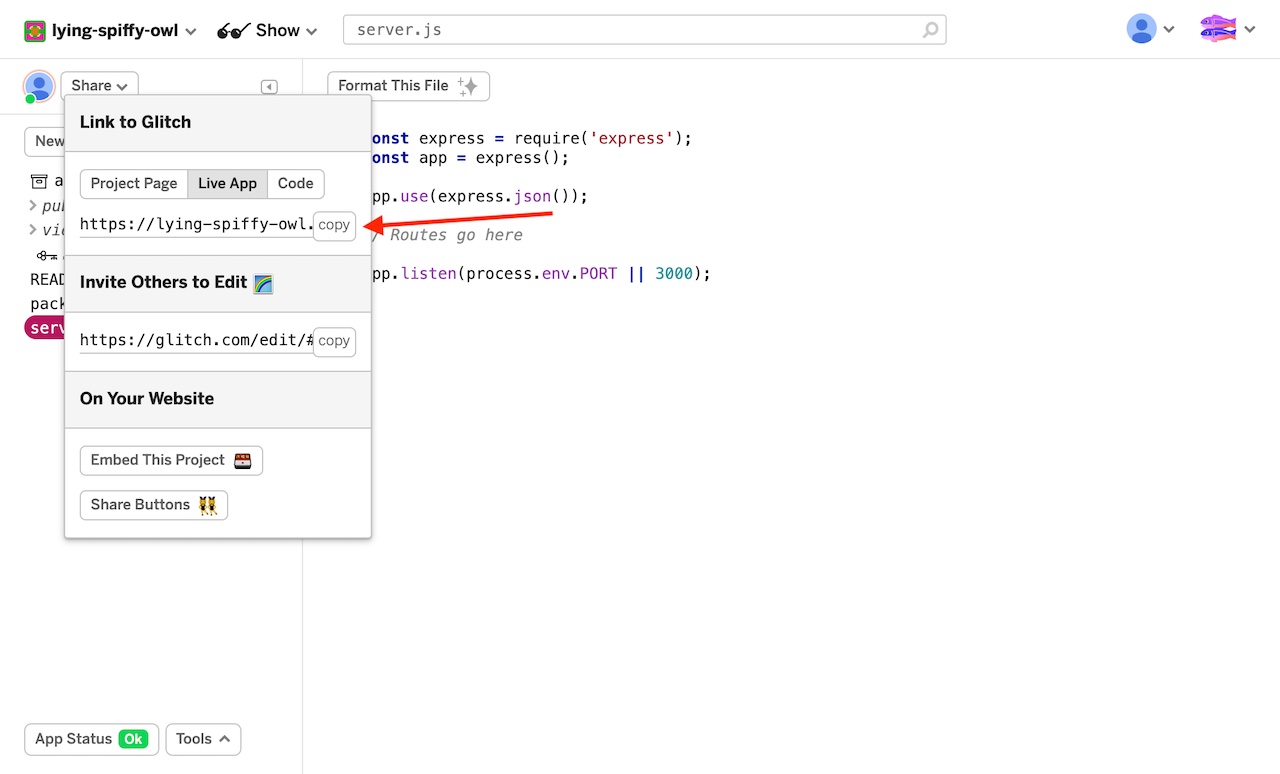 lying-spiffy-owl Show server.js
Share Format This File
Link to Glitch
New
Project Page Live App Code
https://lying-spiffy-owl. copy
Invite Others to Edit
READ
pack
serv
https://glitch.com/edit/# copy
On Your Website
Embed This Project
Share Buttons
onst express = require('express');
onst app = express();
pp.use(express.json());
/ Routes go here
pp.listen(process.env.PORT || 3000);
App Status Ok Tools